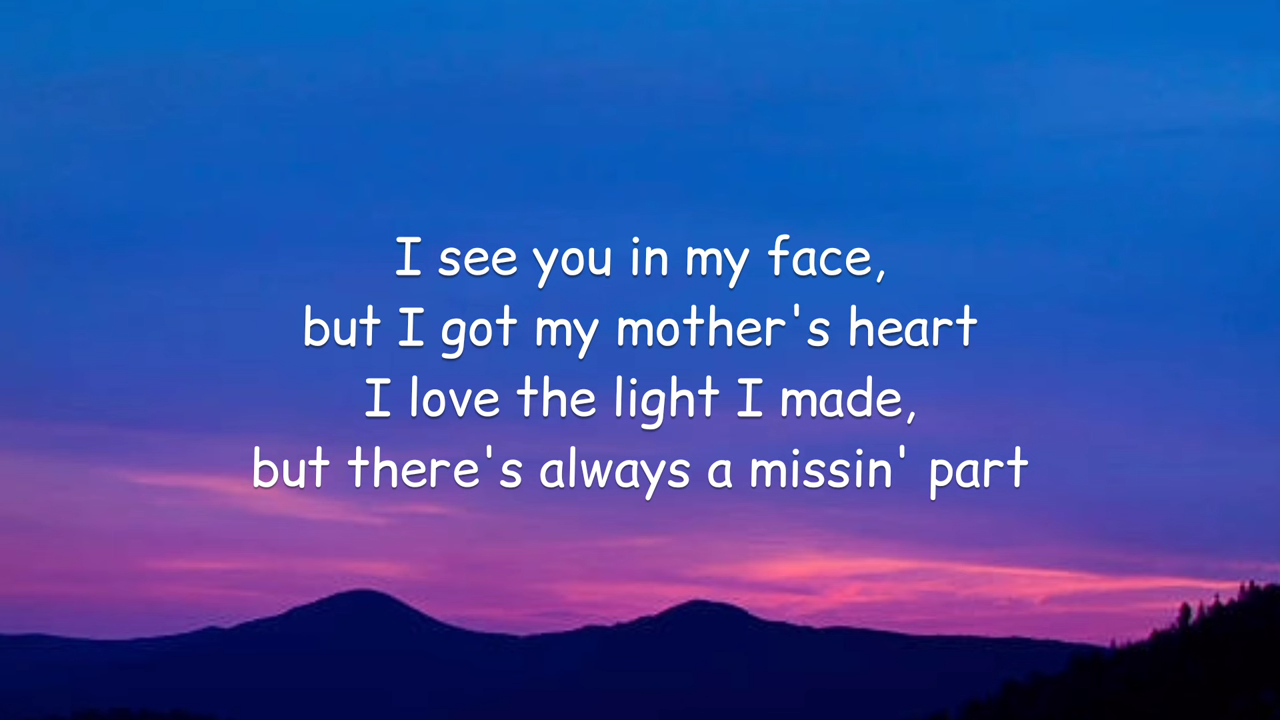 I see you in my face,
but I got my mother's heart
I love the light I made,
but there's always a missin' part